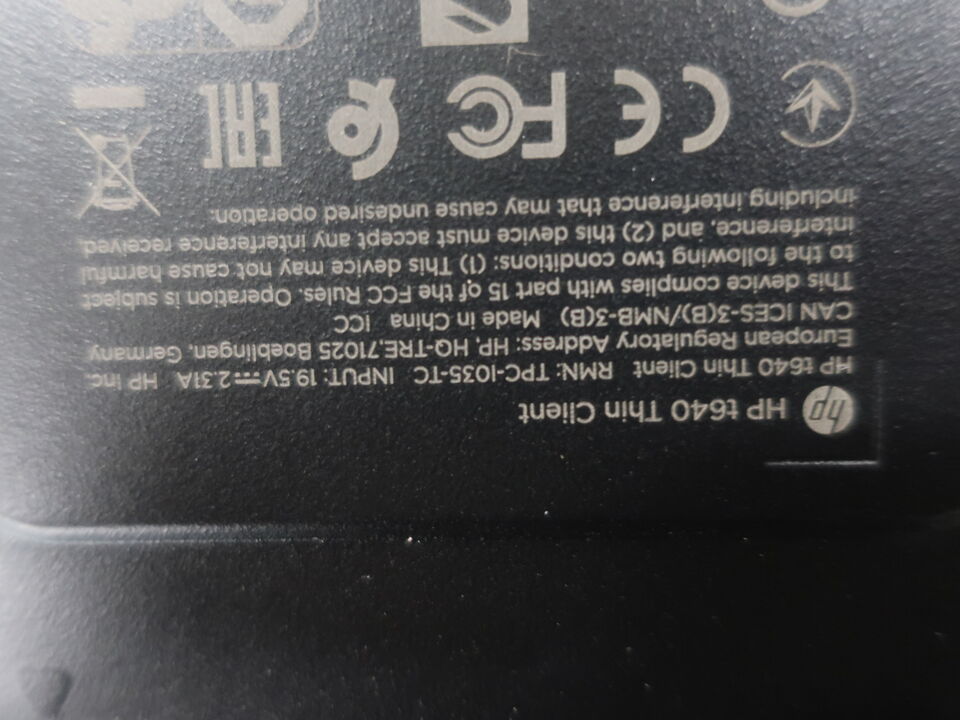 hp HP t640 Thin Client
HP t640 Thin Client RMN: TPC-I035-TC INPUT: 19.5V⎓2.31A HP Inc.
European Regulatory Address: HP, HQ-TRE,71025 Boeblingen, Germany
CAN ICES-3(B)/NMB-3(B) Made in China ICC
This device complies with part 15 of the FCC Rules. Operation is subject
to the following two conditions: (1) This device may not cause harmful
interference, and (2) this device must accept any interference received,
including interference that may cause undesired operation.
CE FC EAC